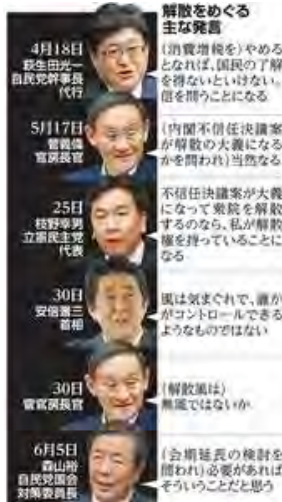 解散をめぐる
主な発言
4月18日
萩生田光一
自民党幹事長
代行
(消費増税を)やめる
となれば、国民の了解
を得ないといけない。
信を問うことになる
5月17日
菅義偉
官房長官
(内閣不信任決議案
が解散の大義になる
かを問われ)当然なる
25日
枝野幸男
立憲民主党
代表
不信任決議案が大義
になって衆院を解散
するのなら、私が解散
権を持っていることに
なる
30日
安倍晋三
首相
風は気まぐれで、誰か
がコントロールできる
ようなものではない
30日
菅官房長官
(解散風は)
無風ではないか
6月5日
森山裕
自民党国会
対策委員長
(会期延長の検討を
問われ)必要があれば
そういうことだと思う